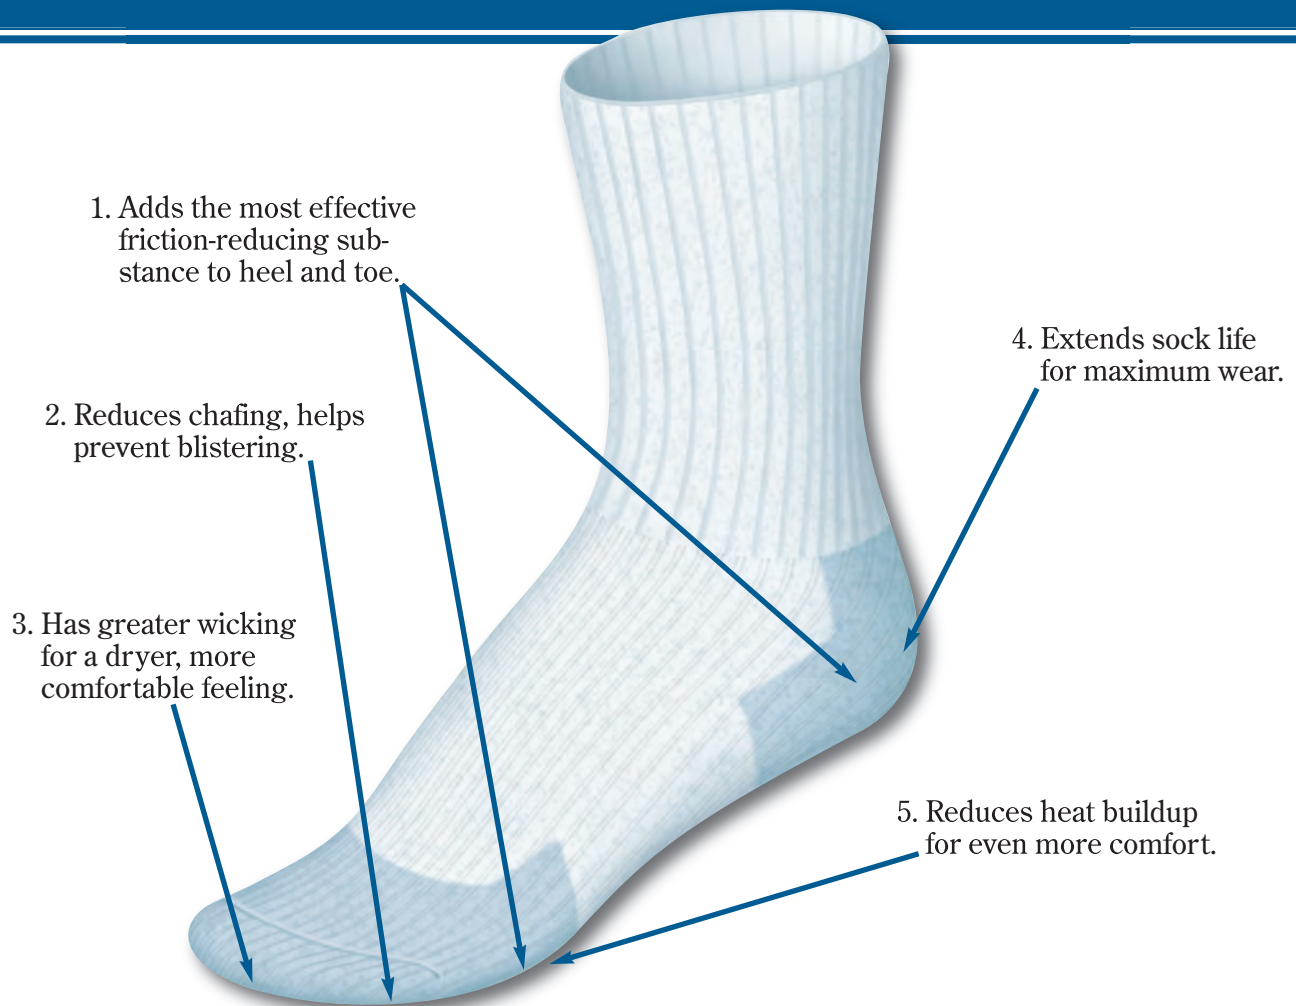 1. Adds the most effective
friction-reducing sub-
stance to heel and toe.
2. Reduces chafing, helps
prevent blistering.
3. Has greater wicking
for a dryer, more
comfortable feeling.
4. Extends sock life
for maximum wear.
5. Reduces heat buildup
for even more comfort.